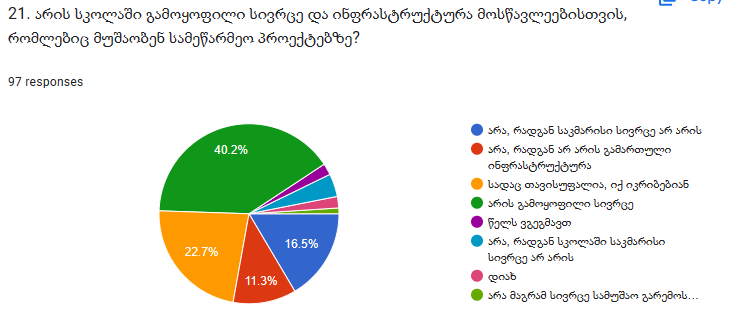 21. არის სკოლაში გამოყოფილი სივრცე და ინფრასტრუქტურა მოსწავლეებისთვის,
რომლებიც მუშაობენ სამეწარმეო პროექტებზე?
97 responses
არა, რადგან საკმარისი სივრცე არ არის
არა, რადგან არ არის გამართული
ინფრასტრუქტურა
სადაც თავისუფალია, იქ იკრიბებიან
არის გამოყოფილი სივრცე
წელს ვგეგმავთ
არა, რადგან სკოლაში საკმარისი
სივრცე არ არის
დიახ
არა მაგრამ სივრცე სამუშაო გარემოს...
40.2%
16.5%
22.7%
11.3%